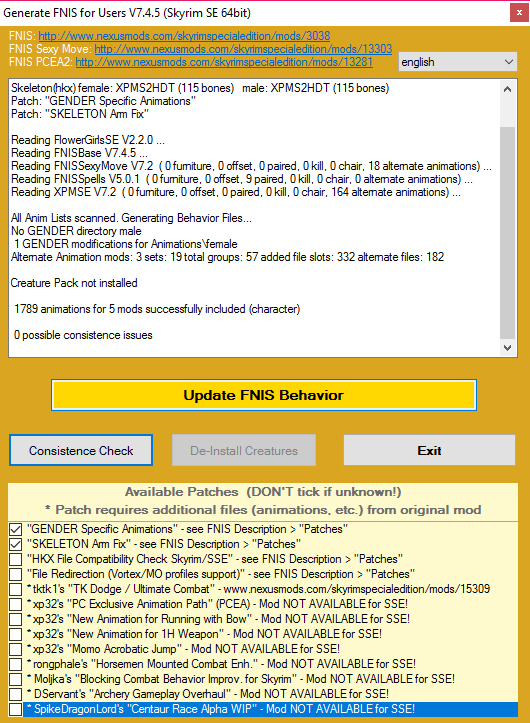 Generate FNIS for Users V7.4.5 (Skyrim SE 64bit)
x
FNIS: http://www.nexusmods.com/skyrimspecialedition/mods/3038
FNIS Sexy Move: http://www.nexusmods.com/skyrimspecialedition/mods/13303
FNIS PCEA2: http://www.nexusmods.com/skyrimspecialedition/mods/13281
english
Skeleton(hkx) female: XPMS2HDT (115 bones)   male: XPMS2HDT (115 bones)
Patch: "GENDER Specific Animations"
Patch: "SKELETON Arm Fix"
Reading FlowerGirlsSE V2.2.0 ...
Reading FNISBase V7.4.5 ...
Reading FNISSexyMove V7.2  ( 0 furniture, 0 offset, 0 paired, 0 kill, 0 chair, 18 alternate animations) ...
Reading FNISSpells V5.0.1  ( 0 furniture, 0 offset, 9 paired, 0 kill, 0 chair, 0 alternate animations) ...
Reading XPMSE V7.2  ( 0 furniture, 0 offset, 0 paired, 0 kill, 0 chair, 164 alternate animations) ...
All Anim Lists scanned. Generating Behavior Files...
No GENDER directory male
1 GENDER modifications for Animations\female
Alternate Animation mods: 3 sets: 19 total groups: 57 added file slots: 332 alternate files: 182
Creature Pack not installed
1789 animations for 5 mods successfully included (character)
0 possible consistence issues
Update FNIS Behavior
Consistence Check
De-Install Creatures
Exit
Available Patches  (DON'T tick if unknown!)
* Patch requires additional files (animations, etc.) from original mod
"GENDER Specific Animations" - see FNIS Description > "Patches"
"SKELETON Arm Fix" - see FNIS Description > "Patches"
"HKX File Compatibility Check Skyrim/SSE" - see FNIS Description > "Patches"
"File Redirection (Vortex/MO profiles support)" - see FNIS Description > "Patches"
* tktk1's "TK Dodge / Ultimate Combat" - www.nexusmods.com/skyrimspecialedition/mods/15309
* xp32's "PC Exclusive Animation Path" (PCEA) - Mod NOT AVAILABLE for SSE!
* xp32's "New Animation for Running with Bow" - Mod NOT AVAILABLE for SSE!
* xp32's "New Animation for 1H Weapon" - Mod NOT AVAILABLE for SSE!
* xp32's "Momo Acrobatic Jump" - Mod NOT AVAILABLE for SSE!
* rongphale's "Horsemen Mounted Combat Enh." - Mod NOT AVAILABLE for SSE!
* Moljka's "Blocking Combat Behavior Improv. for Skyrim" - Mod NOT AVAILABLE for SSE!
* DServant's "Archery Gameplay Overhaul" - Mod NOT AVAILABLE for SSE!
* SpikeDragonLord's "Centaur Race Alpha WIP" - Mod NOT AVAILABLE for SSE!